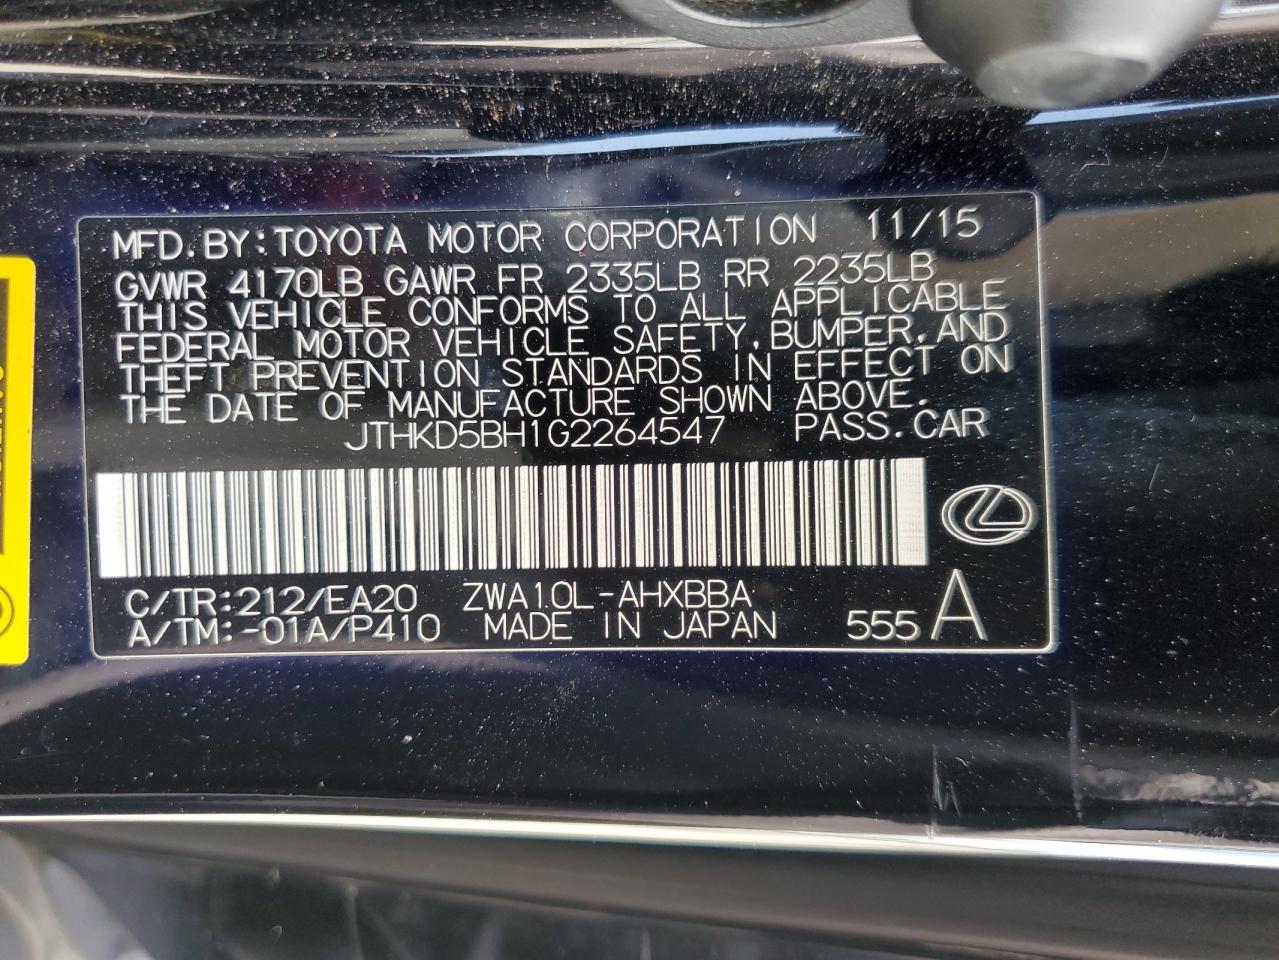 MFD.BY:TOYOTA MOTOR CORPORATION 11/15
GVWR 4170LB GAWR FR 2335LB RR 2235LB
THIS VEHICLE CONFORMS TO ALL APPLICABLE
FEDERAL MOTOR VEHICLE SAFETY,BUMPER,AND
THEFT PREVENTION STANDARDS IN EFFECT ON
THE DATE OF MANUFACTURE SHOWN ABOVE.
JTHKD5BH1G2264547 PASS.CAR
C/TR:212/EA20 ZWA10L-AHXBBA
A/TM:-01A/P410 MADE IN JAPAN 555 A